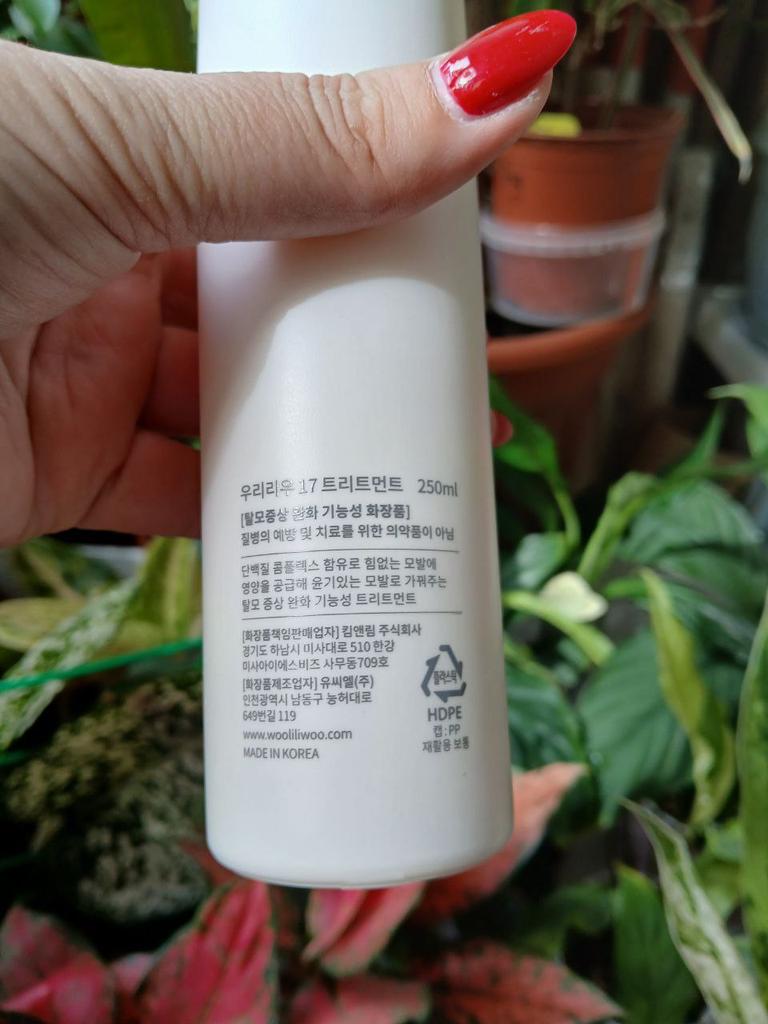 우리리우 17 트리트먼트 250ml
[탈모증상 완화 기능성 화장품]
질병의 예방 및 치료를 위한 의약품이 아님
단백질 콤플렉스 함유로 힘없는 모발에
영양을 공급해 윤기있는 모발로 가꿔주는
탈모 증상 완화 기능성 트리트먼트
[화장품책임판매업자] 킴앤림 주식회사
경기도 하남시 미사대로 510 한강
미사아이에스비즈 사무동709호
[화장품제조업자] 유씨엘(주)
인천광역시 남동구 능허대로
649번길 119
www.wooliliwoo.com
MADE IN KOREA
플라스틱
HDPE
캡 : PP
재활용 보통